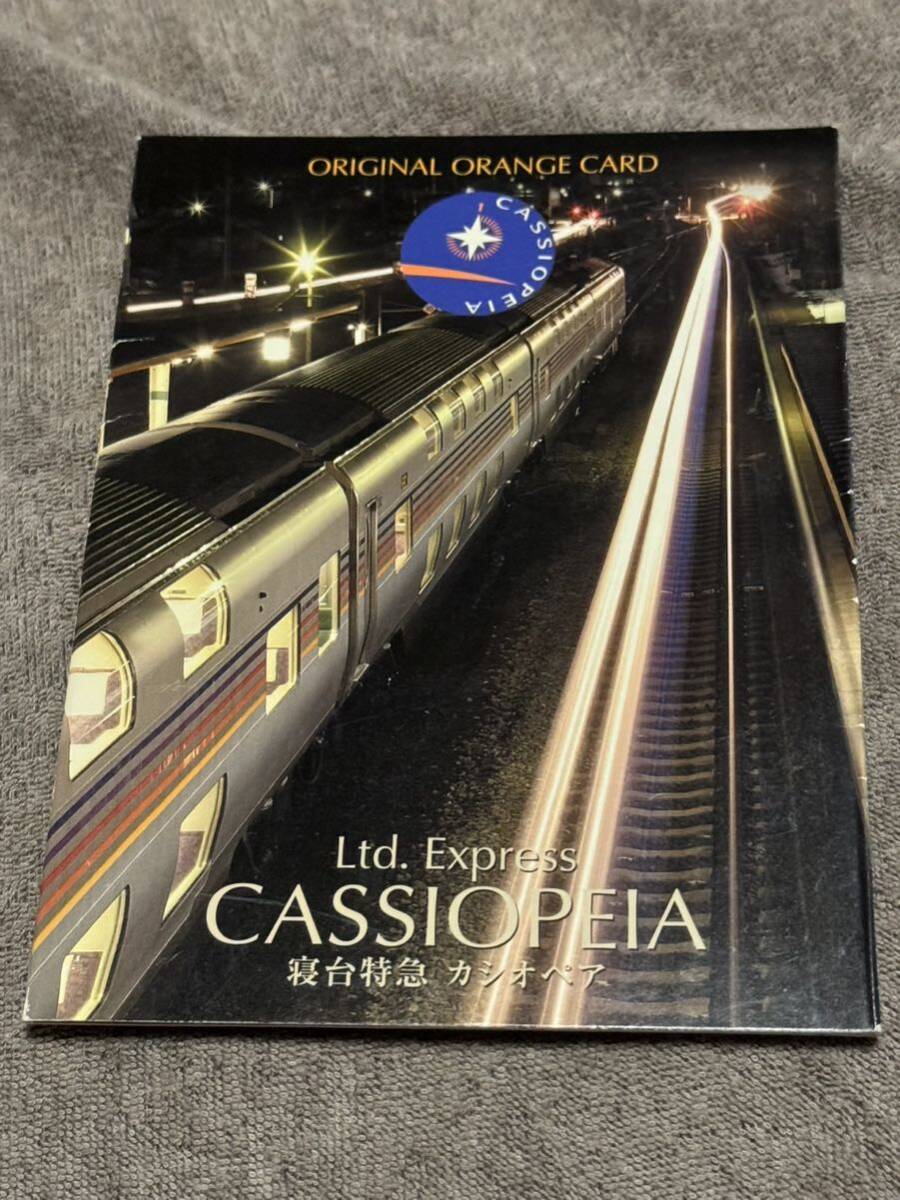 ORIGINAL ORANGE CARD
CASSIOPEIA
Ltd. Express
CASSIOPEIA
寝台特急 カシオペア